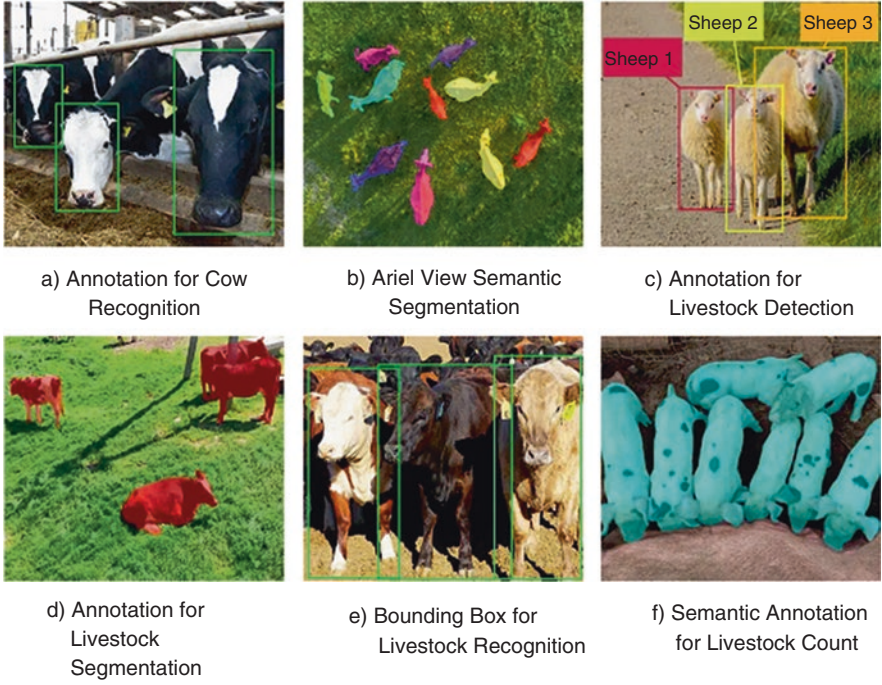 Sheep 1
Sheep 2
Sheep 3
a) Annotation for Cow
Recognition
b) Ariel View Semantic
Segmentation
c) Annotation for
Livestock Detection
d) Annotation for
Livestock
Segmentation
e) Bounding Box for
Livestock Recognition
f) Semantic Annotation
for Livestock Count